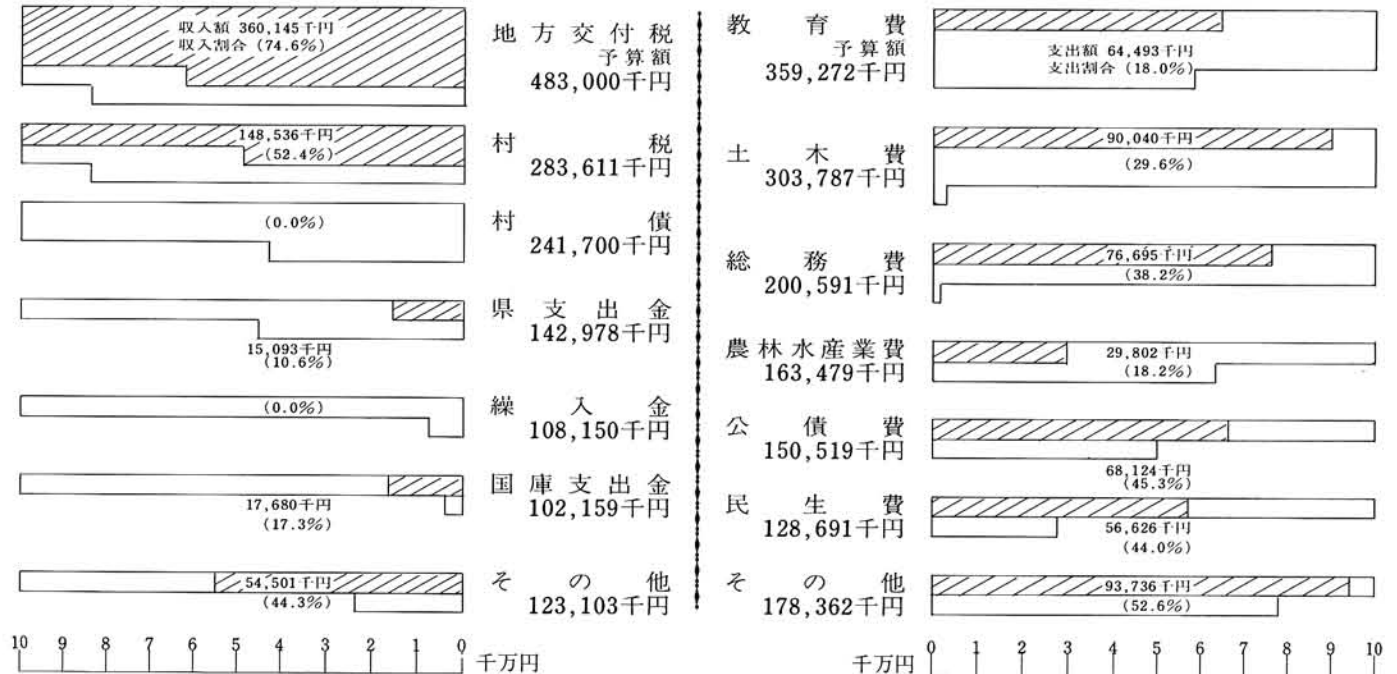 収入額 360,145千円
収入割合 (74.6%)
地方交付税
予算額
483,000千円
148,536千円
(52.4%)
村税
283,611千円
(0.0%)
村債
241,700千円
県支出金
142,978千円
15,093千円
(10.6%)
(0.0%)
繰入金
108,150千円
国庫支出金
102,159千円
17,680千円
(17.3%)
54,501千円
(44.3%)
その他
123,103千円
10 9 8 7 6 5 4 3 2 1 0
千万円
教育費
予算額
359,272千円
支出額 64,493千円
支出割合 (18.0%)
土木費
303,787千円
90,040千円
(29.6%)
総務費
200,591千円
76,695千円
(38.2%)
農林水産業費
163,479千円
29,802千円
(18.2%)
公債費
150,519千円
68,124千円
(45.3%)
民生費
128,691千円
56,626千円
(44.0%)
その他
178,362千円
93,736千円
(52.6%)
千万円
0 1 2 3 4 5 6 7 8 9 10